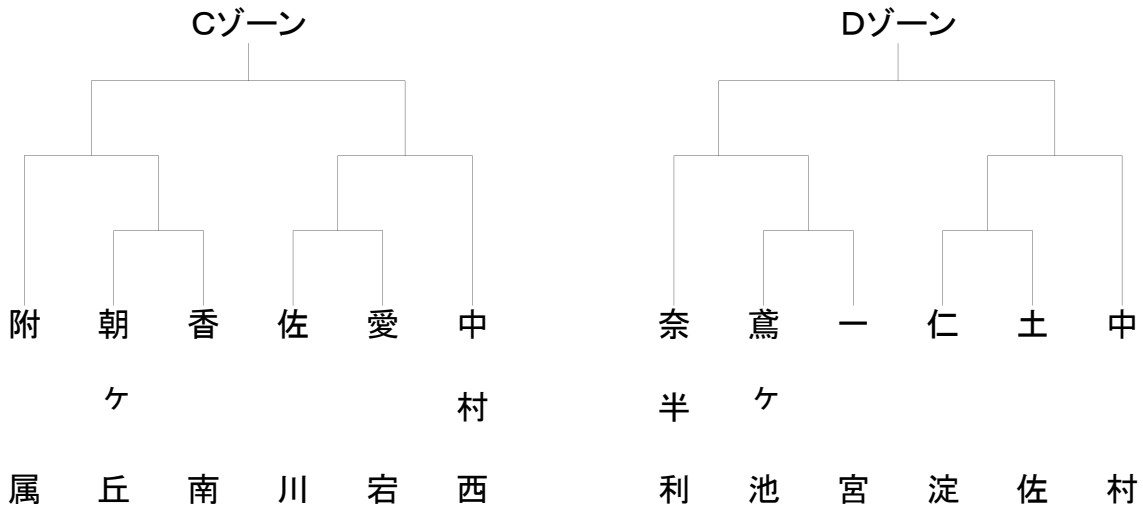 Cゾーン
附属
朝ヶ丘
香南
佐川
愛宕
中村西
Dゾーン
奈半利
鳶ヶ池
一宮
仁淀
土佐
中村